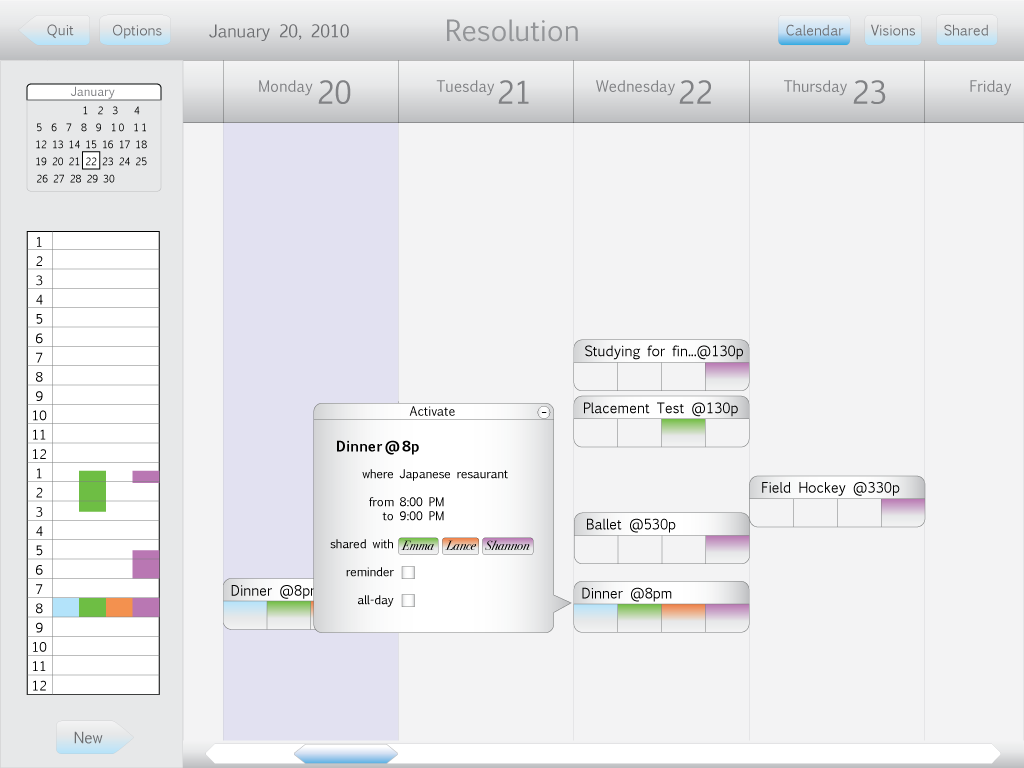 Quit
Options
January 20, 2010
Resolution
Calendar
Visions
Shared
Monday 20
Tuesday 21
Wednesday 22
Thursday 23
Friday
January
1 2 3 4
5 6 7 8 9 10 11
12 13 14 15 16 17 18
19 20 21 22 23 24 25
26 27 28 29 30
1
2
3
4
5
6
7
8
9
10
11
12
1
2
3
4
5
6
7
8
9
10
11
12
New
Studying for fin...@130p
Placement Test @130p
Field Hockey @330p
Ballet @530p
Dinner @8pm
Dinner @8pm
Activate
Dinner @ 8p
where Japanese resaurant
from 8:00 PM
to 9:00 PM
shared with Emma Lance Shannon
reminder
all-day